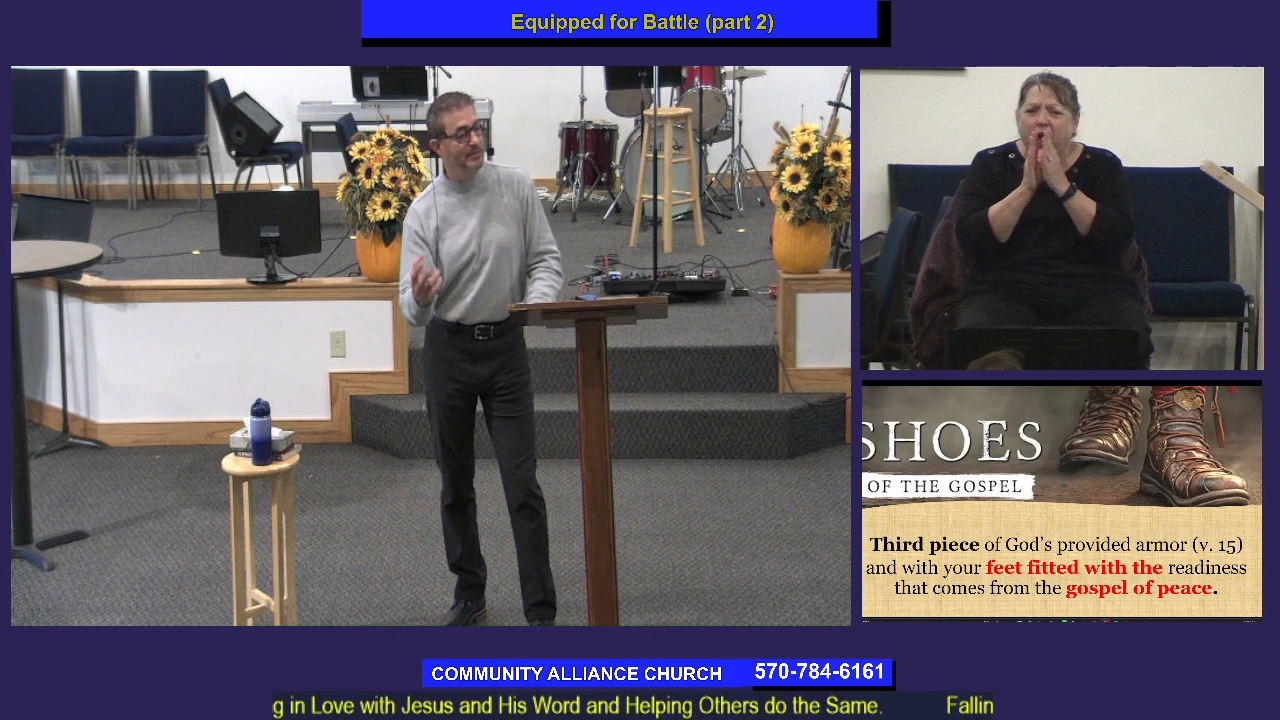 Equipped for Battle (part 2)
SHOES
OF THE GOSPEL
Third piece of God's provided armor (v. 15)
and with your feet fitted with the readiness
that comes from the gospel of peace.
COMMUNITY ALLIANCE CHURCH 570-784-6161
g in Love with Jesus and His Word and Helping Others do the Same. Fallin